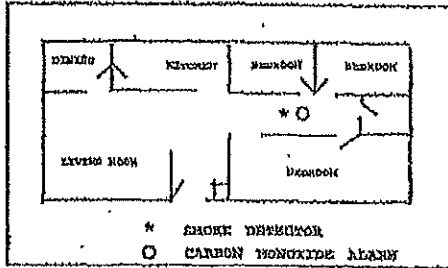 DINING KITCHEN BEDROOM BEDROOM
* O
LIVING ROOM BEDROOM
* SMOKE DETECTOR
O CARBON MONOXIDE ALARM